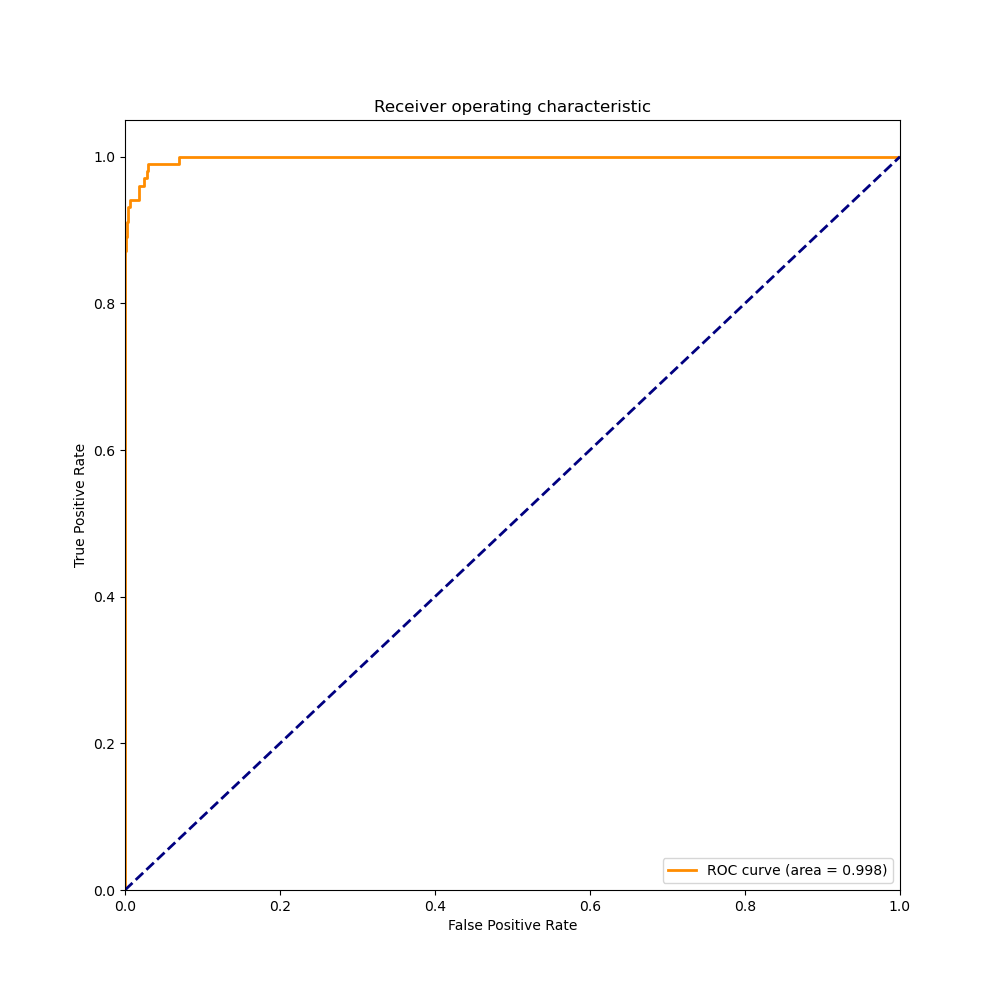 Receiver operating characteristic
1.0
0.8
0.6
0.4
0.2
0.0
True Positive Rate
ROC curve (area = 0.998)
0.0 0.2 0.4 0.6 0.8 1.0
False Positive Rate